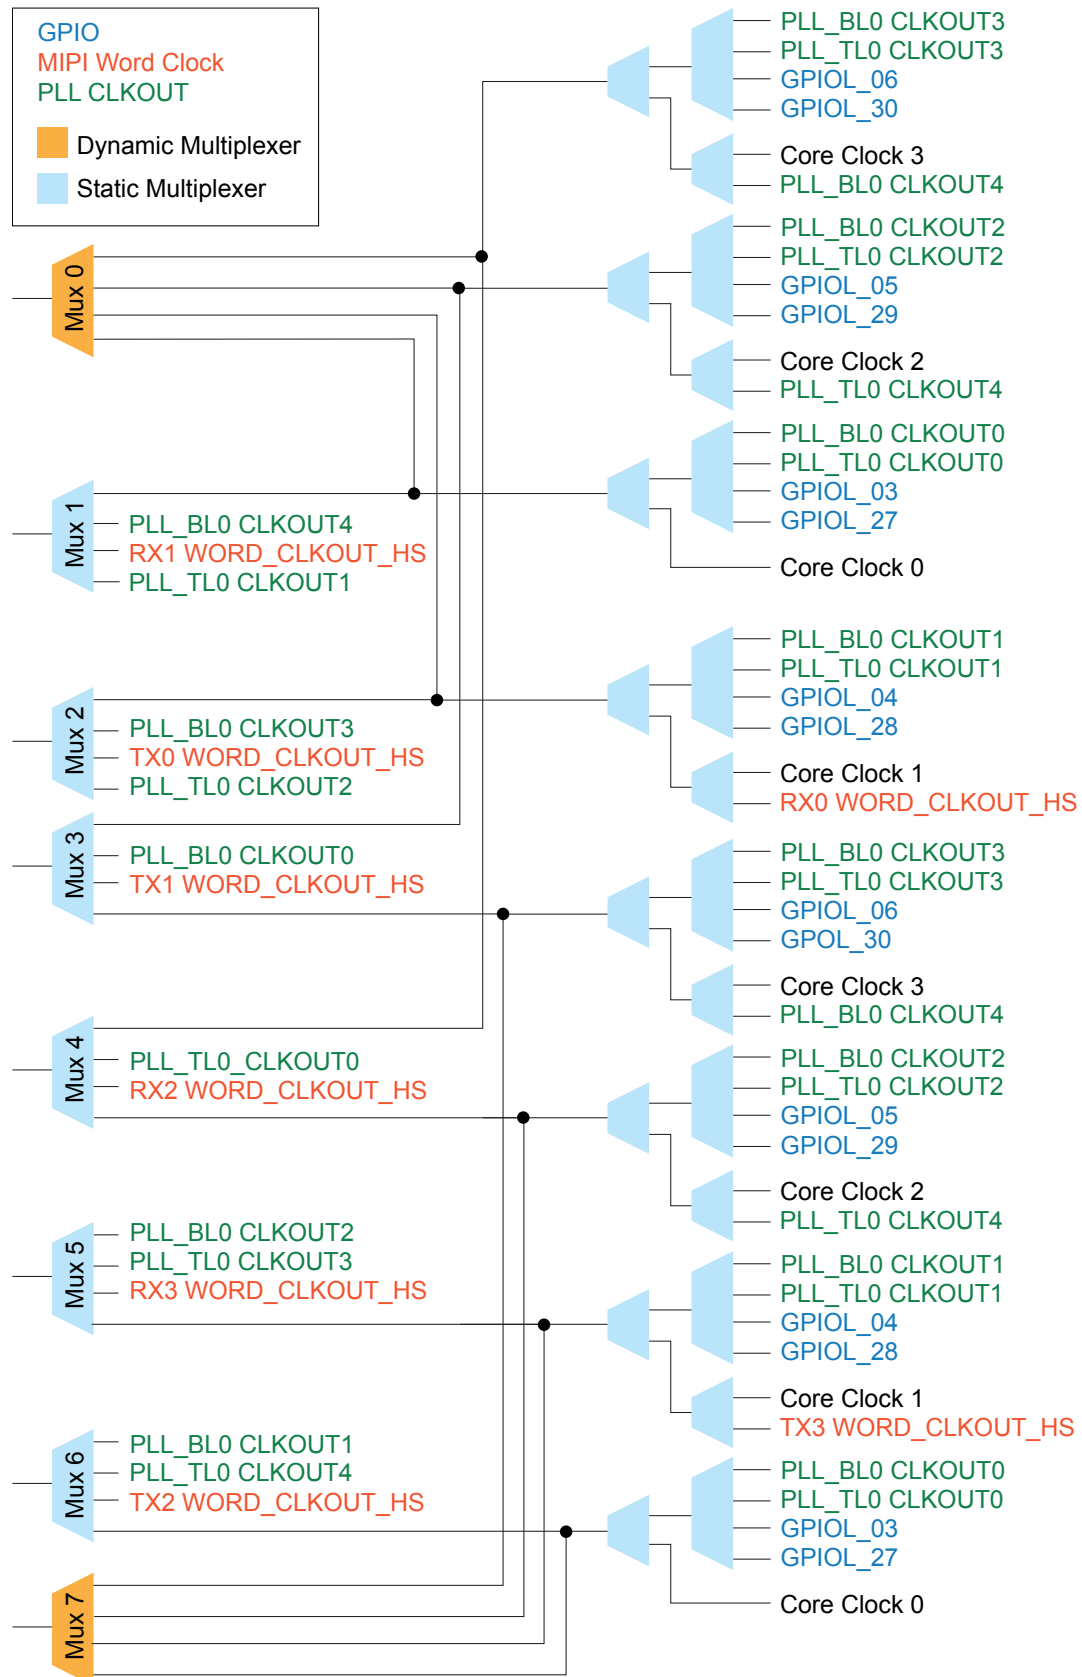 GPIO
MIPI Word Clock
PLL CLKOUT
Dynamic Multiplexer
Static Multiplexer
Mux 0
Mux 1
PLL_BL0 CLKOUT4
RX1 WORD_CLKOUT_HS
PLL_TL0 CLKOUT1
Mux 2
PLL_BL0 CLKOUT3
TX0 WORD_CLKOUT_HS
PLL_TL0 CLKOUT2
Mux 3
PLL_BL0 CLKOUT0
TX1 WORD_CLKOUT_HS
Mux 4
PLL_TL0_CLKOUT0
RX2 WORD_CLKOUT_HS
Mux 5
PLL_BL0 CLKOUT2
PLL_TL0 CLKOUT3
RX3 WORD_CLKOUT_HS
Mux 6
PLL_BL0 CLKOUT1
PLL_TL0 CLKOUT4
TX2 WORD_CLKOUT_HS
Mux 7
PLL_BL0 CLKOUT3
PLL_TL0 CLKOUT3
GPIOL_06
GPIOL_30
Core Clock 3
PLL_BL0 CLKOUT4
PLL_BL0 CLKOUT2
PLL_TL0 CLKOUT2
GPIOL_05
GPIOL_29
Core Clock 2
PLL_TL0 CLKOUT4
PLL_BL0 CLKOUT0
PLL_TL0 CLKOUT0
GPIOL_03
GPIOL_27
Core Clock 0
PLL_BL0 CLKOUT1
PLL_TL0 CLKOUT1
GPIOL_04
GPIOL_28
Core Clock 1
RX0 WORD_CLKOUT_HS
PLL_BL0 CLKOUT3
PLL_TL0 CLKOUT3
GPIOL_06
GPOL_30
Core Clock 3
PLL_BL0 CLKOUT4
PLL_BL0 CLKOUT2
PLL_TL0 CLKOUT2
GPIOL_05
GPIOL_29
Core Clock 2
PLL_TL0 CLKOUT4
PLL_BL0 CLKOUT1
PLL_TL0 CLKOUT1
GPIOL_04
GPIOL_28
Core Clock 1
TX3 WORD_CLKOUT_HS
PLL_BL0 CLKOUT0
PLL_TL0 CLKOUT0
GPIOL_03
GPIOL_27
Core Clock 0